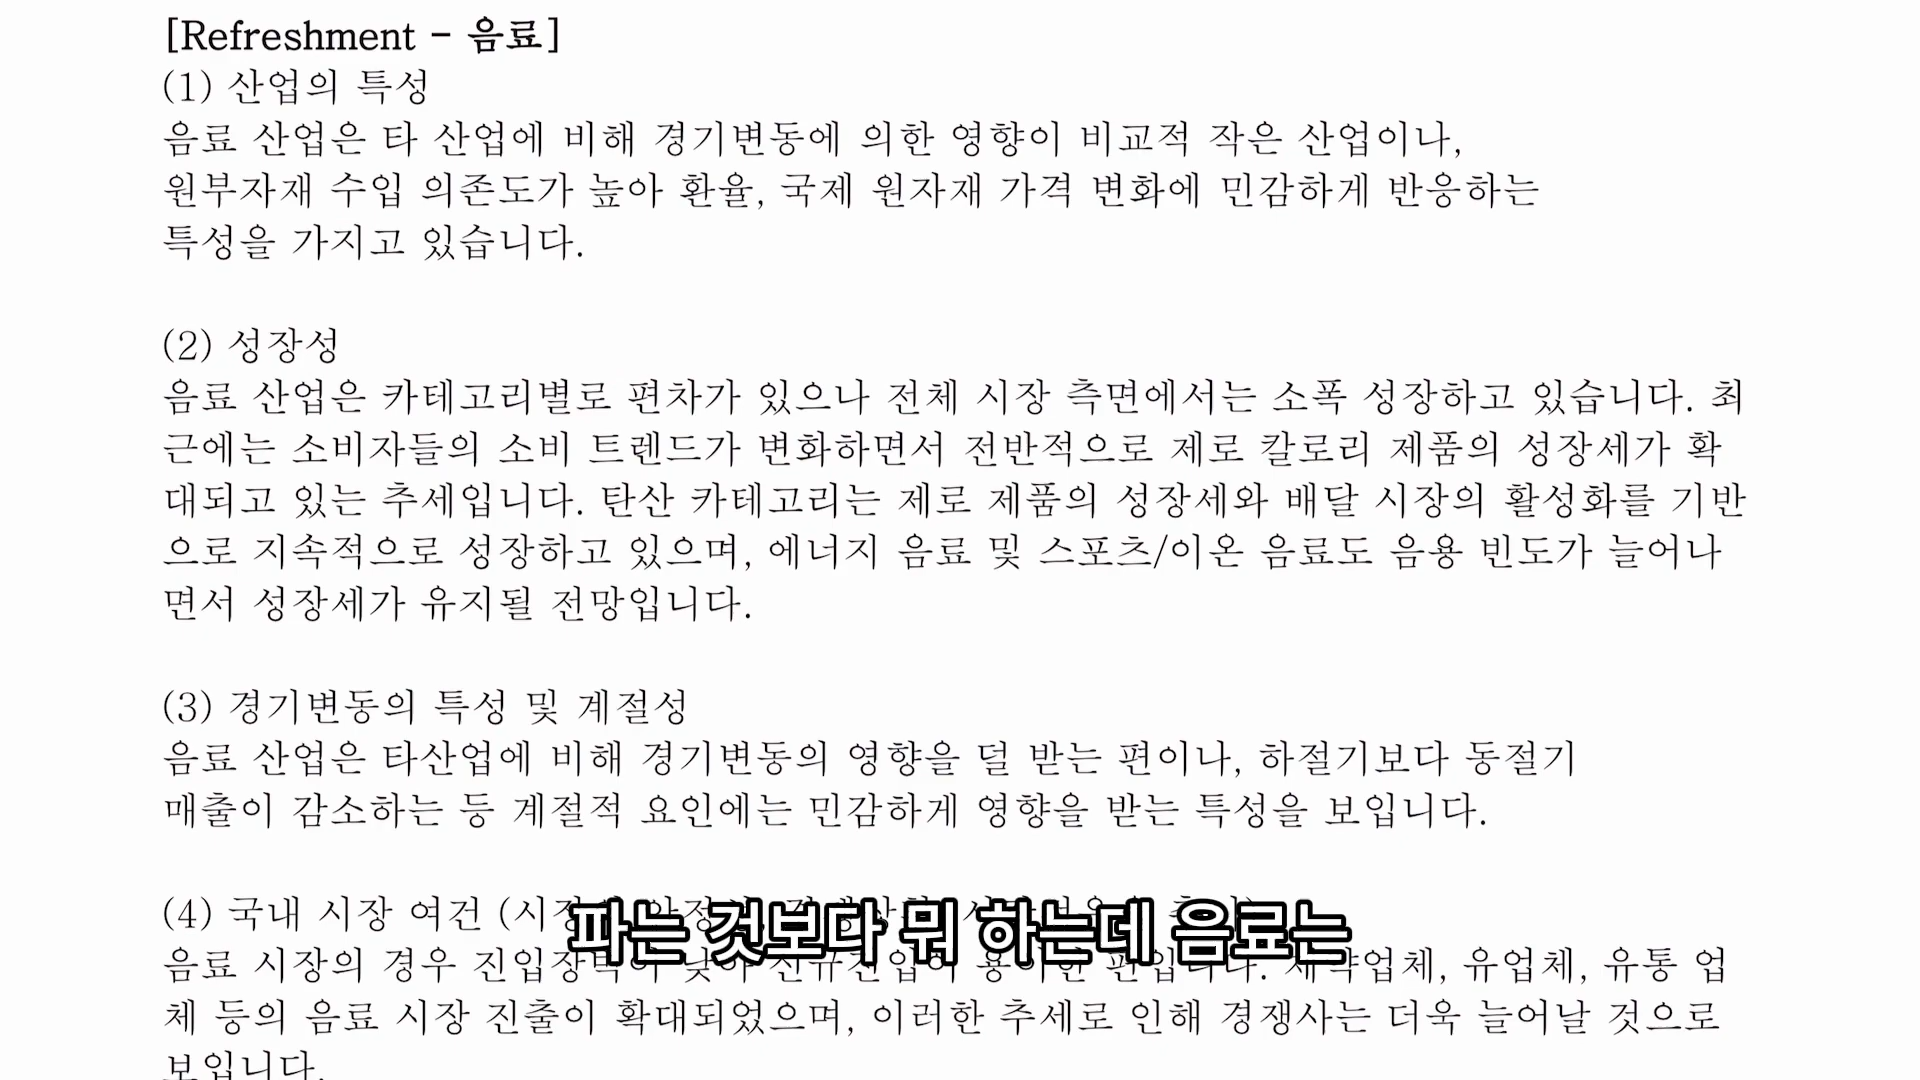 [Refreshment - 음료]
(1) 산업의 특성
음료 산업은 타 산업에 비해 경기변동에 의한 영향이 비교적 작은 산업이나,
원부자재 수입 의존도가 높아 환율, 국제 원자재 가격 변화에 민감하게 반응하는
특성을 가지고 있습니다.
(2) 성장성
음료 산업은 카테고리별로 편차가 있으나 전체 시장 측면에서는 소폭 성장하고 있습니다. 최
근에는 소비자들의 소비 트렌드가 변화하면서 전반적으로 제로 칼로리 제품의 성장세가 확
대되고 있는 추세입니다. 탄산 카테고리는 제로 제품의 성장세와 배달 시장의 활성화를 기반
으로 지속적으로 성장하고 있으며, 에너지 음료 및 스포츠/이온 음료도 음용 빈도가 늘어나
면서 성장세가 유지될 전망입니다.
(3) 경기변동의 특성 및 계절성
음료 산업은 타산업에 비해 경기변동의 영향을 덜 받는 편이나, 하절기보다 동절기
매출이 감소하는 등 계절적 요인에는 민감하게 영향을 받는 특성을 보입니다.
(4) 국내 시장 여건
파는 것보다 뭐 하는데 음료는
음료 시장의 경우 편입니다. 제약업체, 유업체, 유통 업
체 등의 음료 시장 진출이 확대되었으며, 이러한 추세로 인해 경쟁사는 더욱 늘어날 것으로
보입니다.